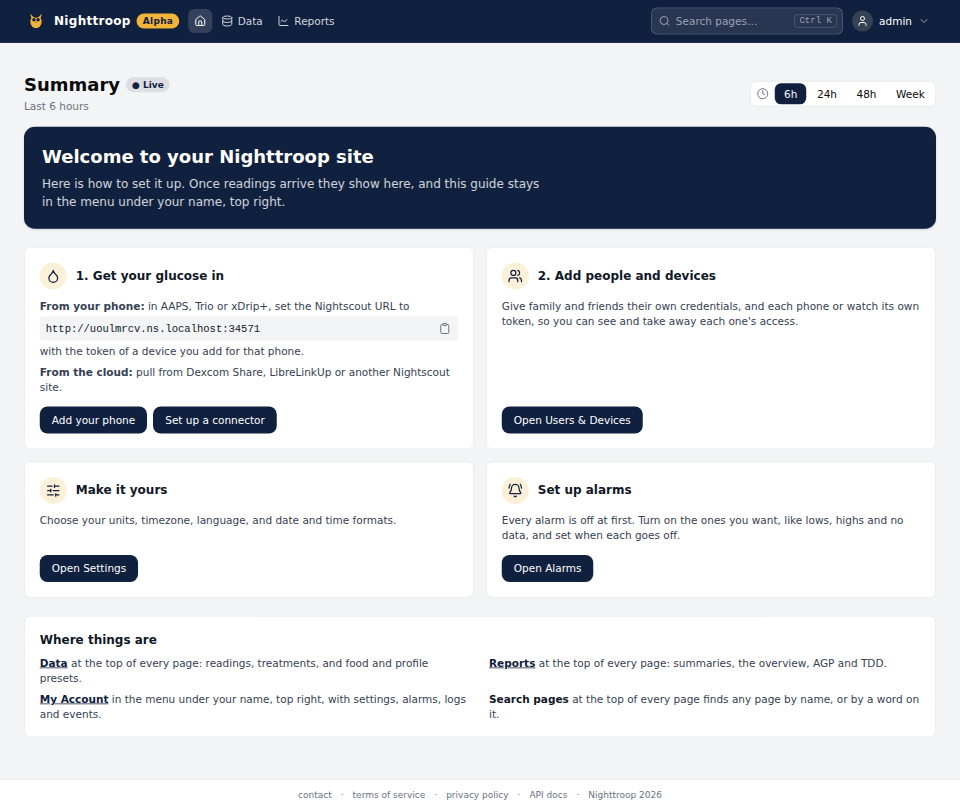 Nighttroop Alpha Data Reports Search pages... Ctrl K admin
Summary Live
Last 6 hours
6h 24h 48h Week
Welcome to your Nighttroop site
Here is how to set it up. Once readings arrive they show here, and this guide stays
in the menu under your name, top right.
1. Get your glucose in
From your phone: in AAPS, Trio or xDrip+, set the Nightscout URL to
http://uoulmrcv.ns.localhost:34571
with the token of a device you add for that phone.
From the cloud: pull from Dexcom Share, LibreLinkUp or another Nightscout
site.
Add your phone Set up a connector
2. Add people and devices
Give family and friends their own credentials, and each phone or watch its own
token, so you can see and take away each one's access.
Open Users & Devices
Make it yours
Choose your units, timezone, language, and date and time formats.
Open Settings
Set up alarms
Every alarm is off at first. Turn on the ones you want, like lows, highs and no
data, and set when each goes off.
Open Alarms
Where things are
Data at the top of every page: readings, treatments, and food and profile
presets.
Reports at the top of every page: summaries, the overview, AGP and TDD.
My Account in the menu under your name, top right, with settings, alarms, logs
and events.
Search pages at the top of every page finds any page by name, or by a word on
it.
contact · terms of service · privacy policy · API docs · Nighttroop 2026